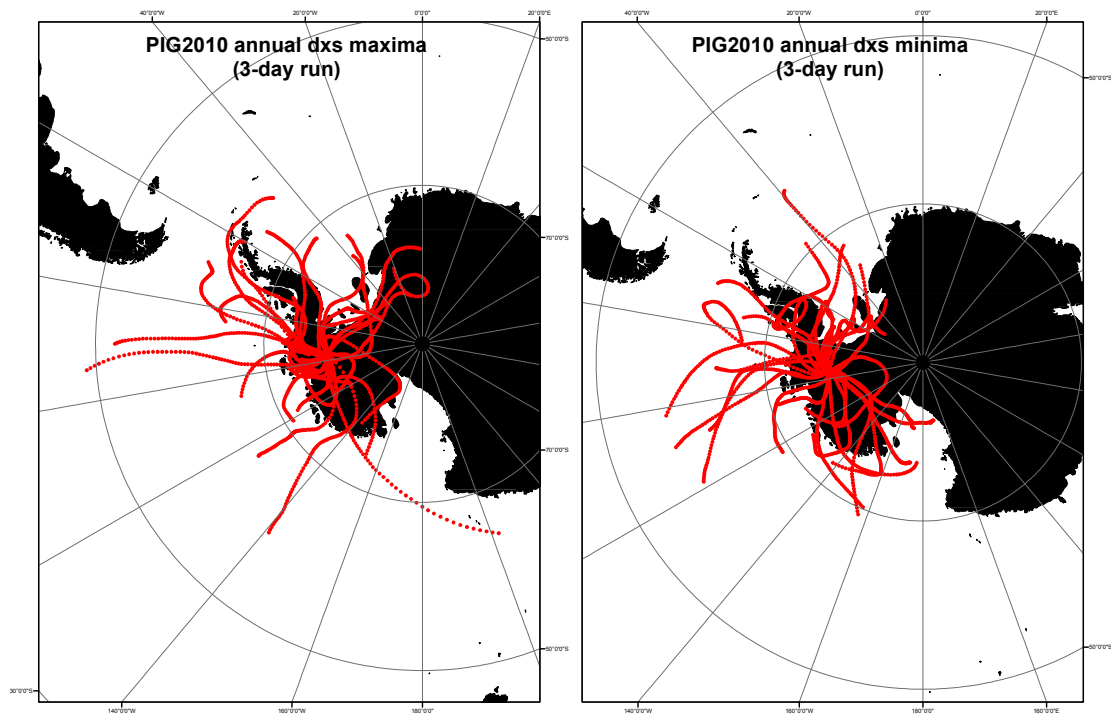 40°0'0"W 20°0'0"W 0°0'0" 20°0'0"E
PIG2010 annual dxs maxima
(3-day run)
50°0'0"S
70°0'0"S
70°0'0"S
50°0'0"S
30°0'0"S
140°0'0"W 160°0'0"W 180°0'0"
40°0'0"W 20°0'0"W 0°0'0" 20°0'0"E
PIG2010 annual dxs minima
(3-day run)
50°0'0"S
70°0'0"S
70°0'0"S
50°0'0"S
140°0'0"W 160°0'0"W 180°0'0" 160°0'0"E